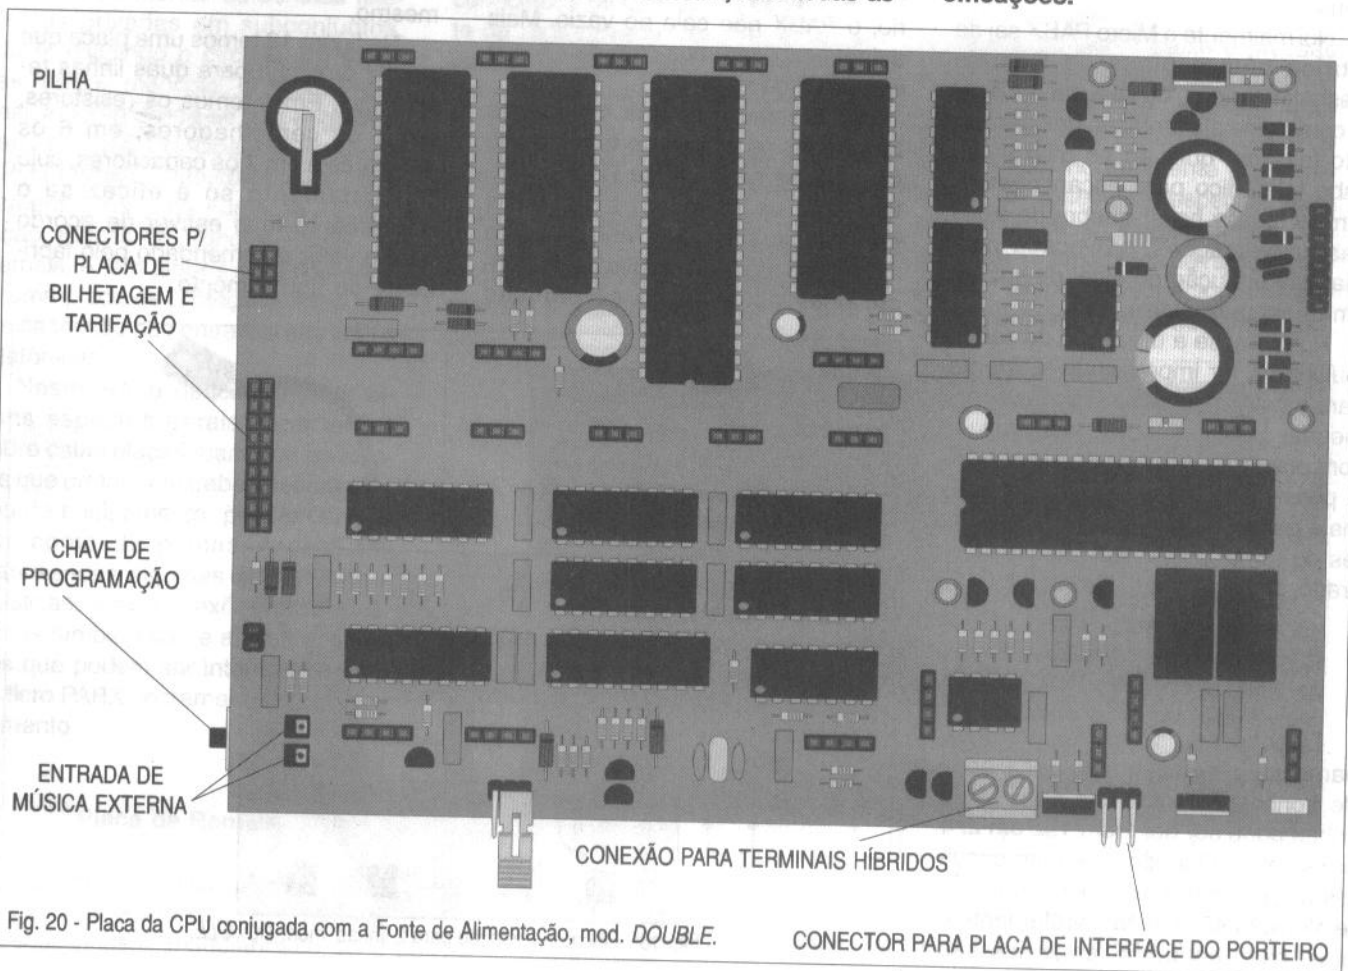 PILHA
CONECTORES P/
PLACA DE
BILHETAGEM E
TARIFAÇÃO
CHAVE DE
PROGRAMAÇÃO
ENTRADA DE
MÚSICA EXTERNA
CONEXÃO PARA TERMINAIS HÍBRIDOS
Fig. 20 - Placa da CPU conjugada com a Fonte de Alimentação, mod. DOUBLE.
CONECTOR PARA PLACA DE INTERFACE DO PORTEIRO